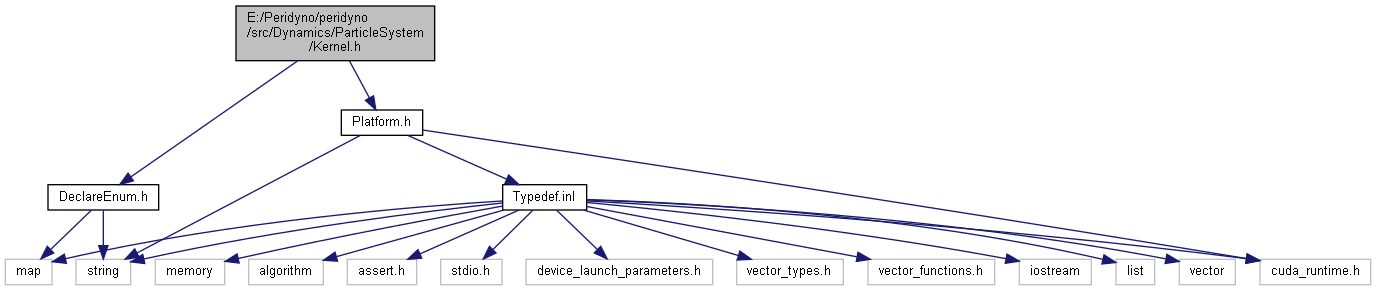 E:/Peridyno/peridyno
/src/Dynamics/ParticleSystem
/Kernel.h
Platform.h
DeclareEnum.h
Typedef.inl
map
string
memory
algorithm
assert.h
stdio.h
device_launch_parameters.h
vector_types.h
vector_functions.h
iostream
list
vector
cuda_runtime.h